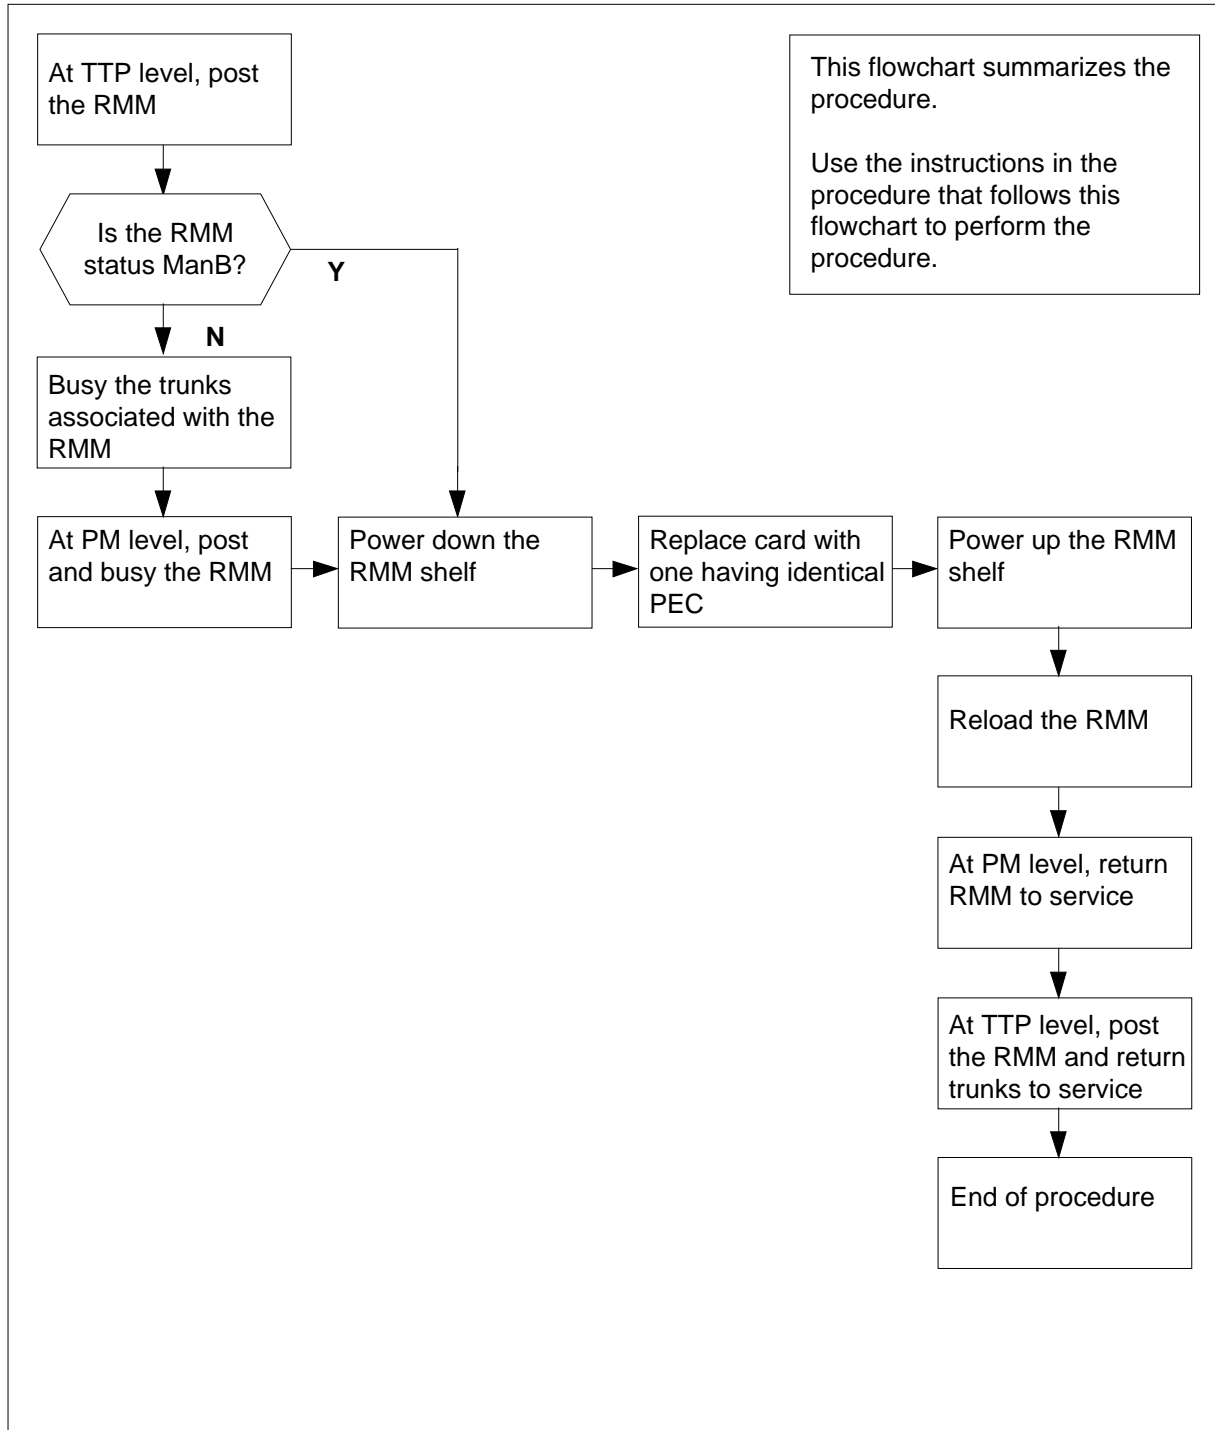 At TTP level, post
the RMM
This flowchart summarizes the
procedure.
Use the instructions in the
procedure that follows this
flowchart to perform the
procedure.
Is the RMM
status ManB?
Y
N
Busy the trunks
associated with the
RMM
At PM level, post
and busy the RMM
Power down the
RMM shelf
Replace card with
one having identical
PEC
Power up the RMM
shelf
Reload the RMM
At PM level, return
RMM to service
At TTP level, post
the RMM and return
trunks to service
End of procedure